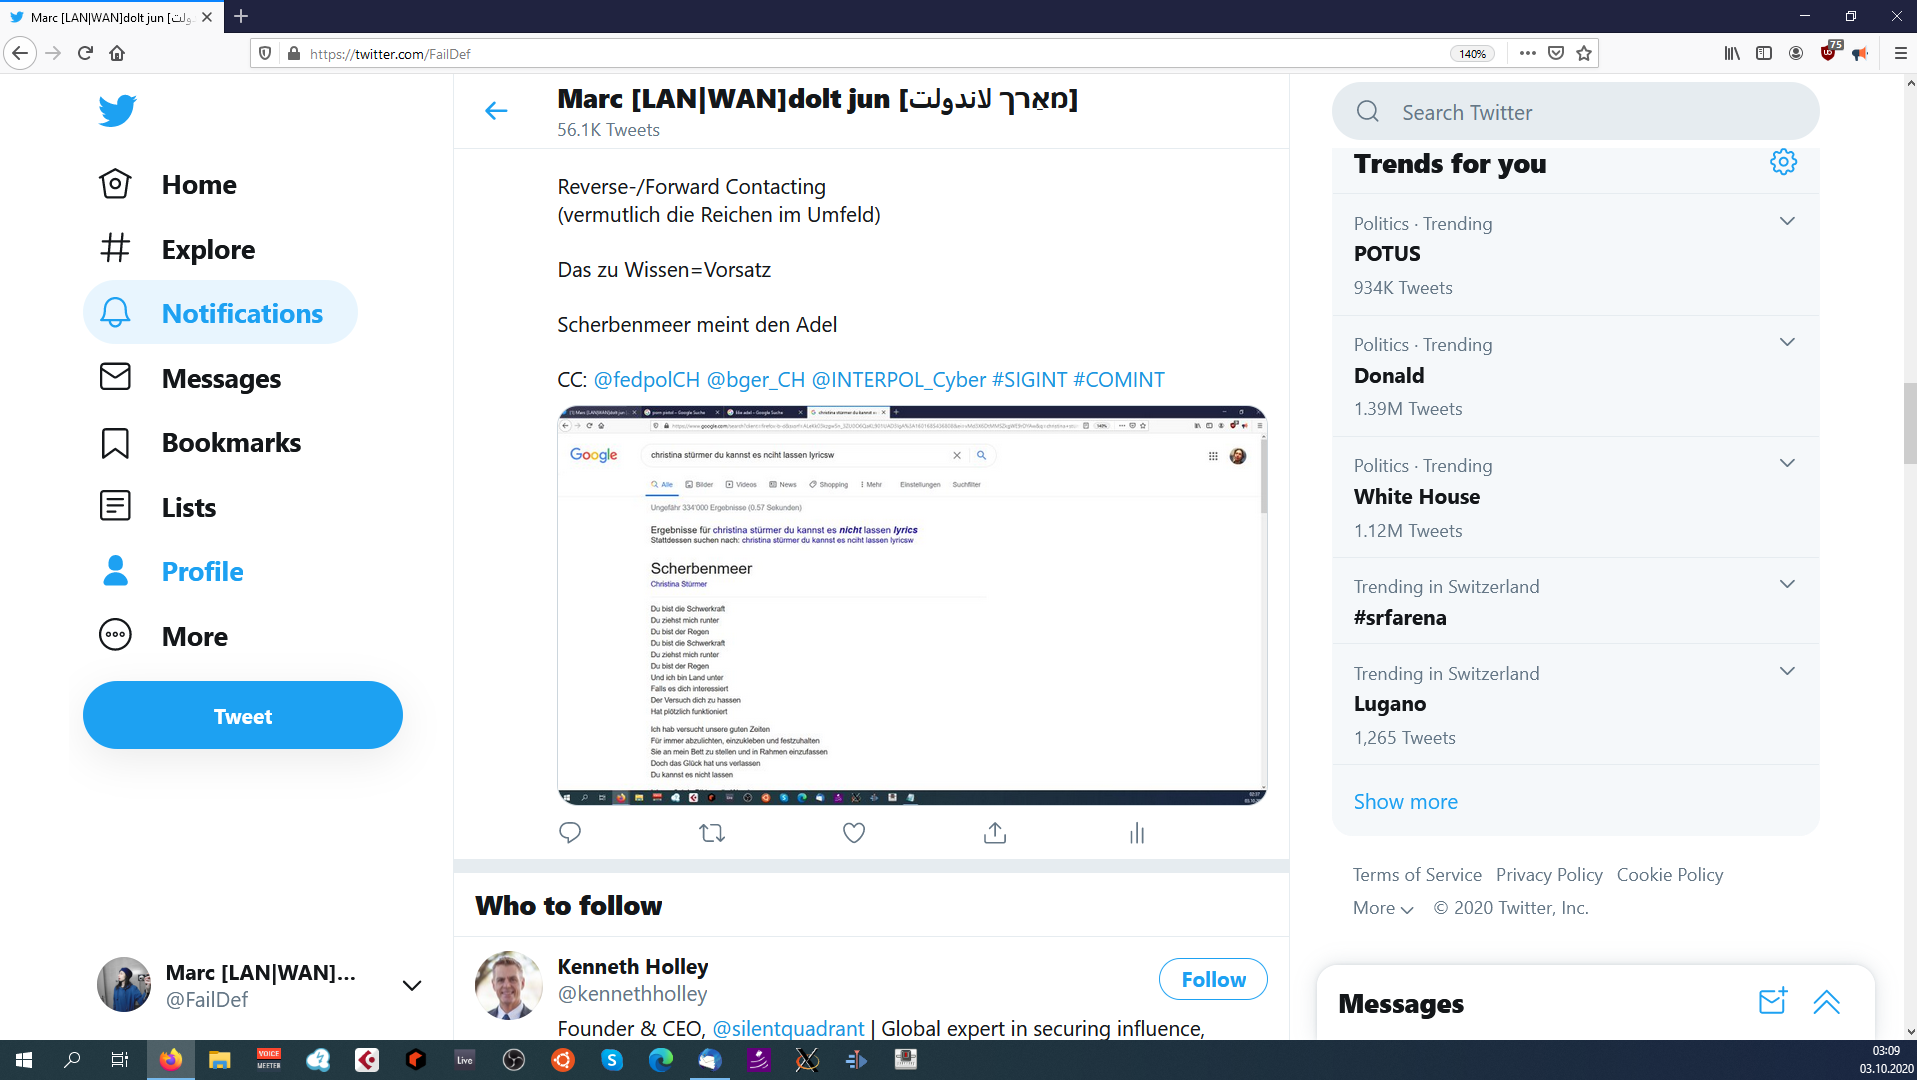 Marc [LAN|WAN]dolt jun [دولت
https://twitter.com/FailDef
140%
75
Home
Explore
Notifications
Messages
Bookmarks
Lists
Profile
More
Tweet
Marc [LAN|WAN]...
@FailDef
Marc [LAN|WAN]dolt jun [מאַרך لاندولت]
56.1K Tweets
Reverse-/Forward Contacting
(vermutlich die Reichen im Umfeld)
Das zu Wissen=Vorsatz
Scherbenmeer meint den Adel
CC: @fedpolCH @bger_CH @INTERPOL_Cyber #SIGINT #COMINT
Google
christina stürmer du kannst es nciht lassen lyricsw
Alle Bilder Videos News Shopping Mehr Einstellungen Suchfilter
Ungefähr 334'000 Ergebnisse (0.57 Sekunden)
Ergebnisse für christina stürmer du kannst es nicht lassen lyrics
Stattdessen suchen nach: christina stürmer du kannst es nciht lassen lyricsw
Scherbenmeer
Christina Stürmer
Du bist die Schwerkraft
Du ziehst mich runter
Du bist der Regen
Du bist die Schwerkraft
Du ziehst mich runter
Du bist der Regen
Und ich bin Land unter
Falls es dich interessiert
Der Versuch dich zu hassen
Hat plötzlich funktioniert
Ich hab versucht unsere guten Zeiten
Für immer abzulichten, einzukleben und festzuhalten
Sie an mein Bett zu stellen und in Rahmen einzufassen
Doch das Glück hat uns verlassen
Du kannst es nicht lassen
Who to follow
Kenneth Holley
@kennethholley
Follow
Founder & CEO, @silentquadrant | Global expert in securing influence,
Search Twitter
Trends for you
Politics · Trending
POTUS
934K Tweets
Politics · Trending
Donald
1.39M Tweets
Politics · Trending
White House
1.12M Tweets
Trending in Switzerland
#srfarena
Trending in Switzerland
Lugano
1,265 Tweets
Show more
Terms of Service Privacy Policy Cookie Policy
More © 2020 Twitter, Inc.
Messages
VOICE
MEETER
Live
03:09
03.10.2020